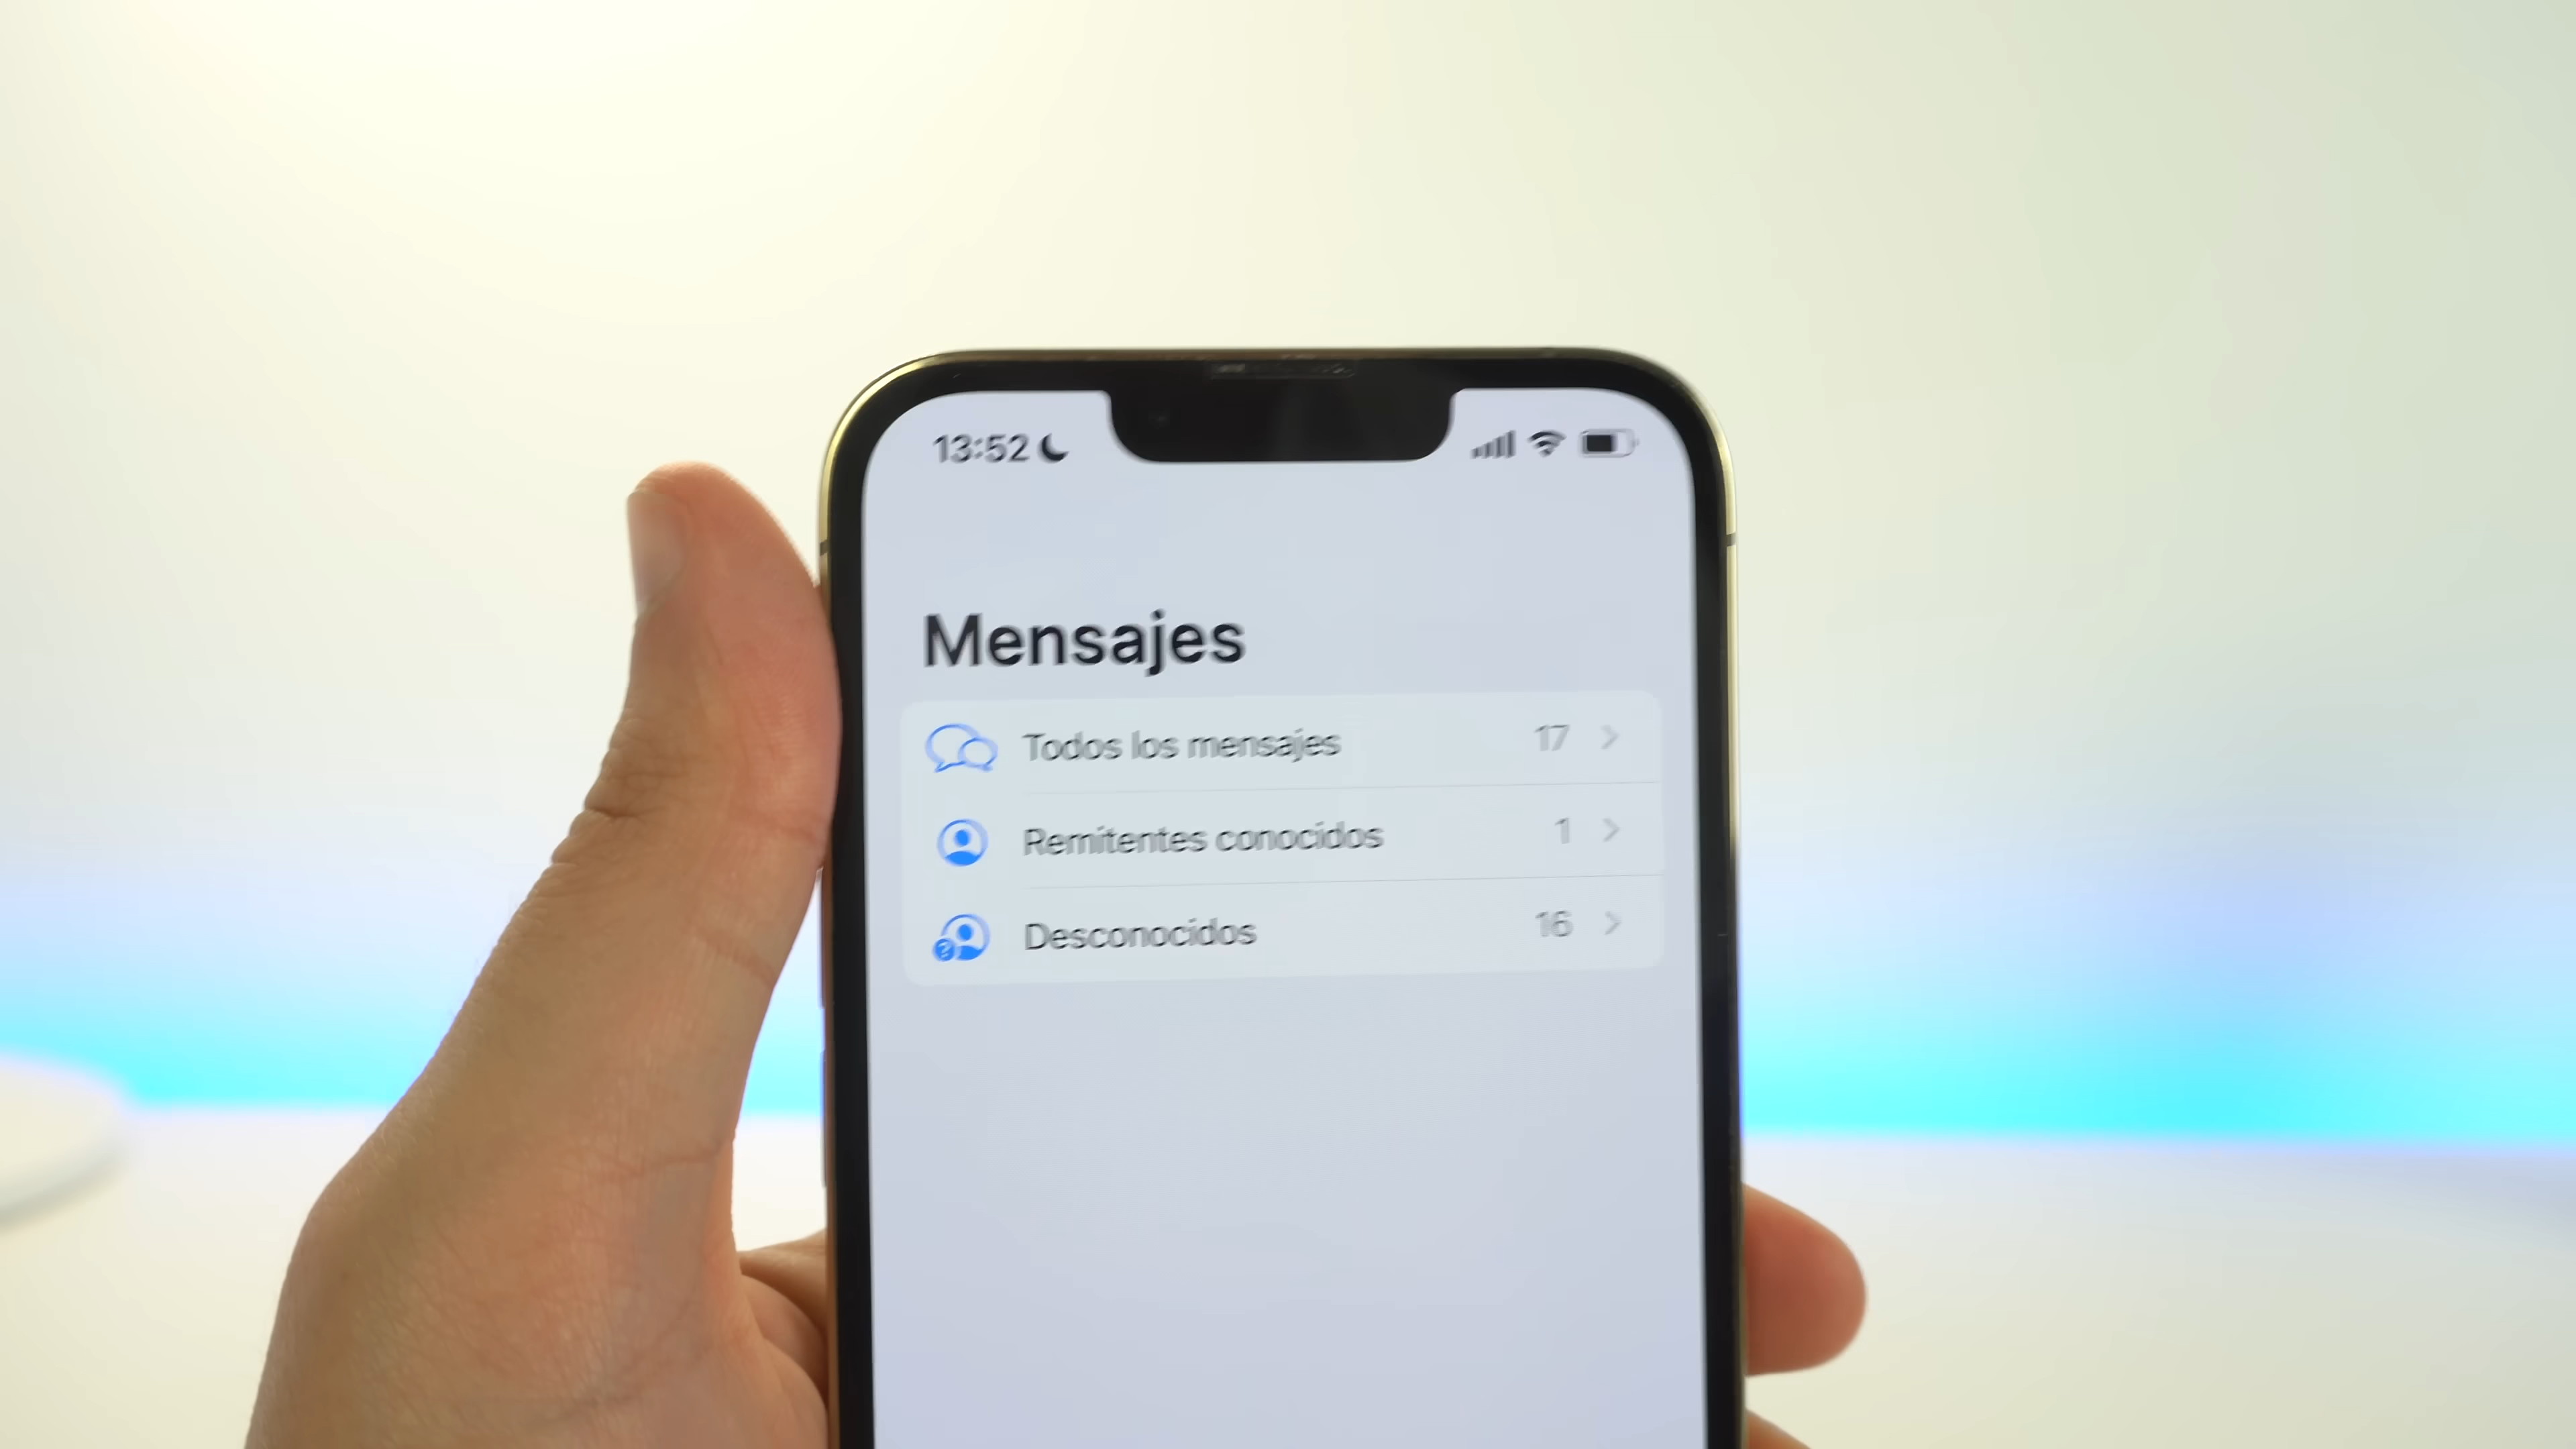 13:52
Mensajes
Todos los mensajes 17
Remitentes conocidos 1
Desconocidos 16